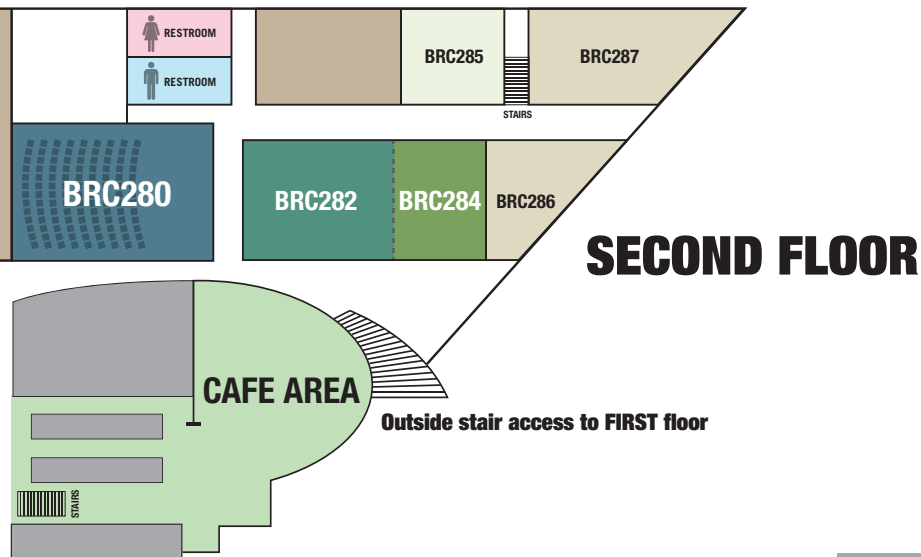 RESTROOM
RESTROOM
BRC285
BRC287
STAIRS
BRC280
BRC282
BRC284
BRC286
SECOND FLOOR
CAFE AREA
Outside stair access to FIRST floor
STAIRS